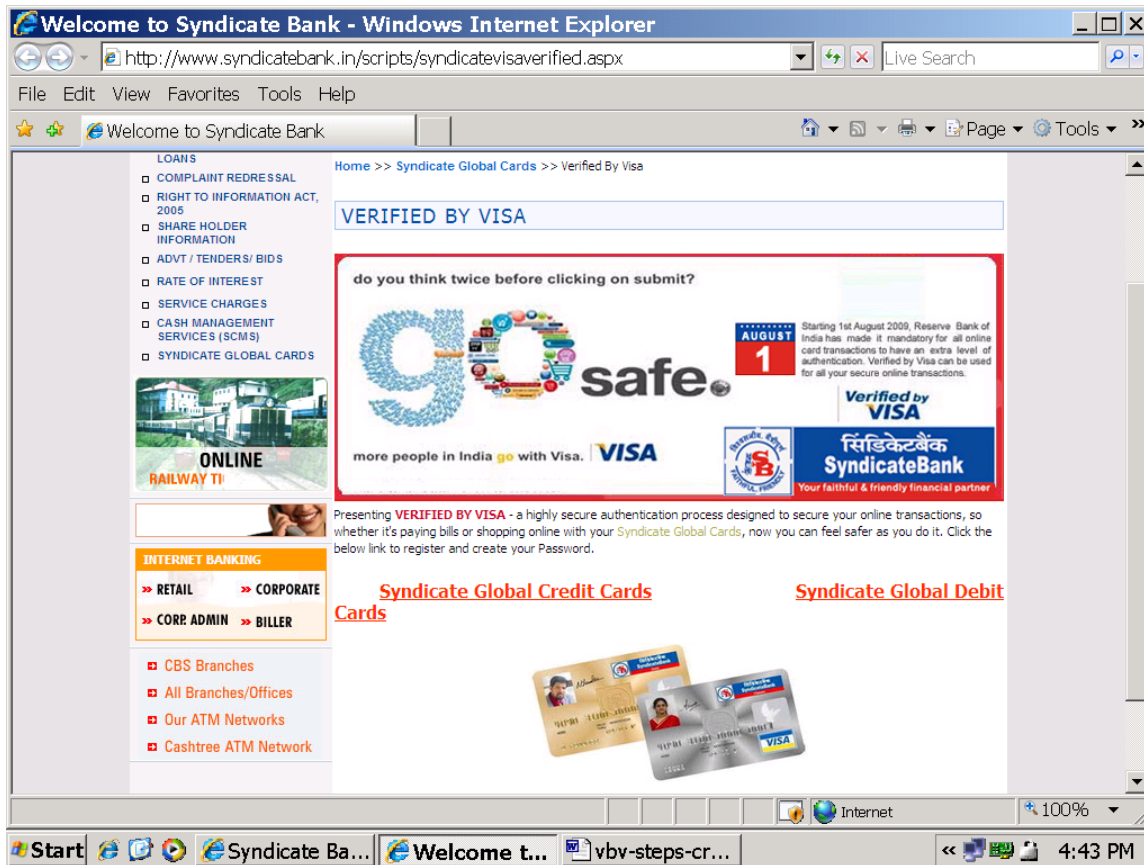 Welcome to Syndicate Bank - Windows Internet Explorer
http://www.syndicatebank.in/scripts/syndicatevisaverified.aspx
Live Search
File Edit View Favorites Tools Help
Welcome to Syndicate Bank
Page Tools »
LOANS
COMPLAINT REDRESSAL
RIGHT TO INFORMATION ACT,
2005
SHARE HOLDER
INFORMATION
ADVT / TENDERS/ BIDS
RATE OF INTEREST
SERVICE CHARGES
CASH MANAGEMENT
SERVICES (SCMS)
SYNDICATE GLOBAL CARDS
ONLINE
RAILWAY TI
INTERNET BANKING
» RETAIL » CORPORATE
» CORP. ADMIN » BILLER
CBS Branches
All Branches/Offices
Our ATM Networks
Cashtree ATM Network
Home >> Syndicate Global Cards >> Verified By Visa
VERIFIED BY VISA
do you think twice before clicking on submit?
go safe.
AUGUST
1
Starting 1st August 2009, Reserve Bank of
India has made it mandatory for all online
card transactions to have an extra level of
authentication. Verified by Visa can be used
for all your secure online transactions.
Verified by
VISA
more people in India go with Visa. VISA
SB
FAITHFUL, FRIENDLY
सिंडिकेटबैंक
SyndicateBank
Your faithful & friendly financial partner
Presenting VERIFIED BY VISA - a highly secure authentication process designed to secure your online transactions, so
whether it's paying bills or shopping online with your Syndicate Global Cards, now you can feel safer as you do it. Click the
below link to register and create your Password.
Syndicate Global Credit Cards Syndicate Global Debit
Cards
VISA
Internet
100%
Start Syndicate Ba... Welcome t... vbv-steps-cr... « 4:43 PM